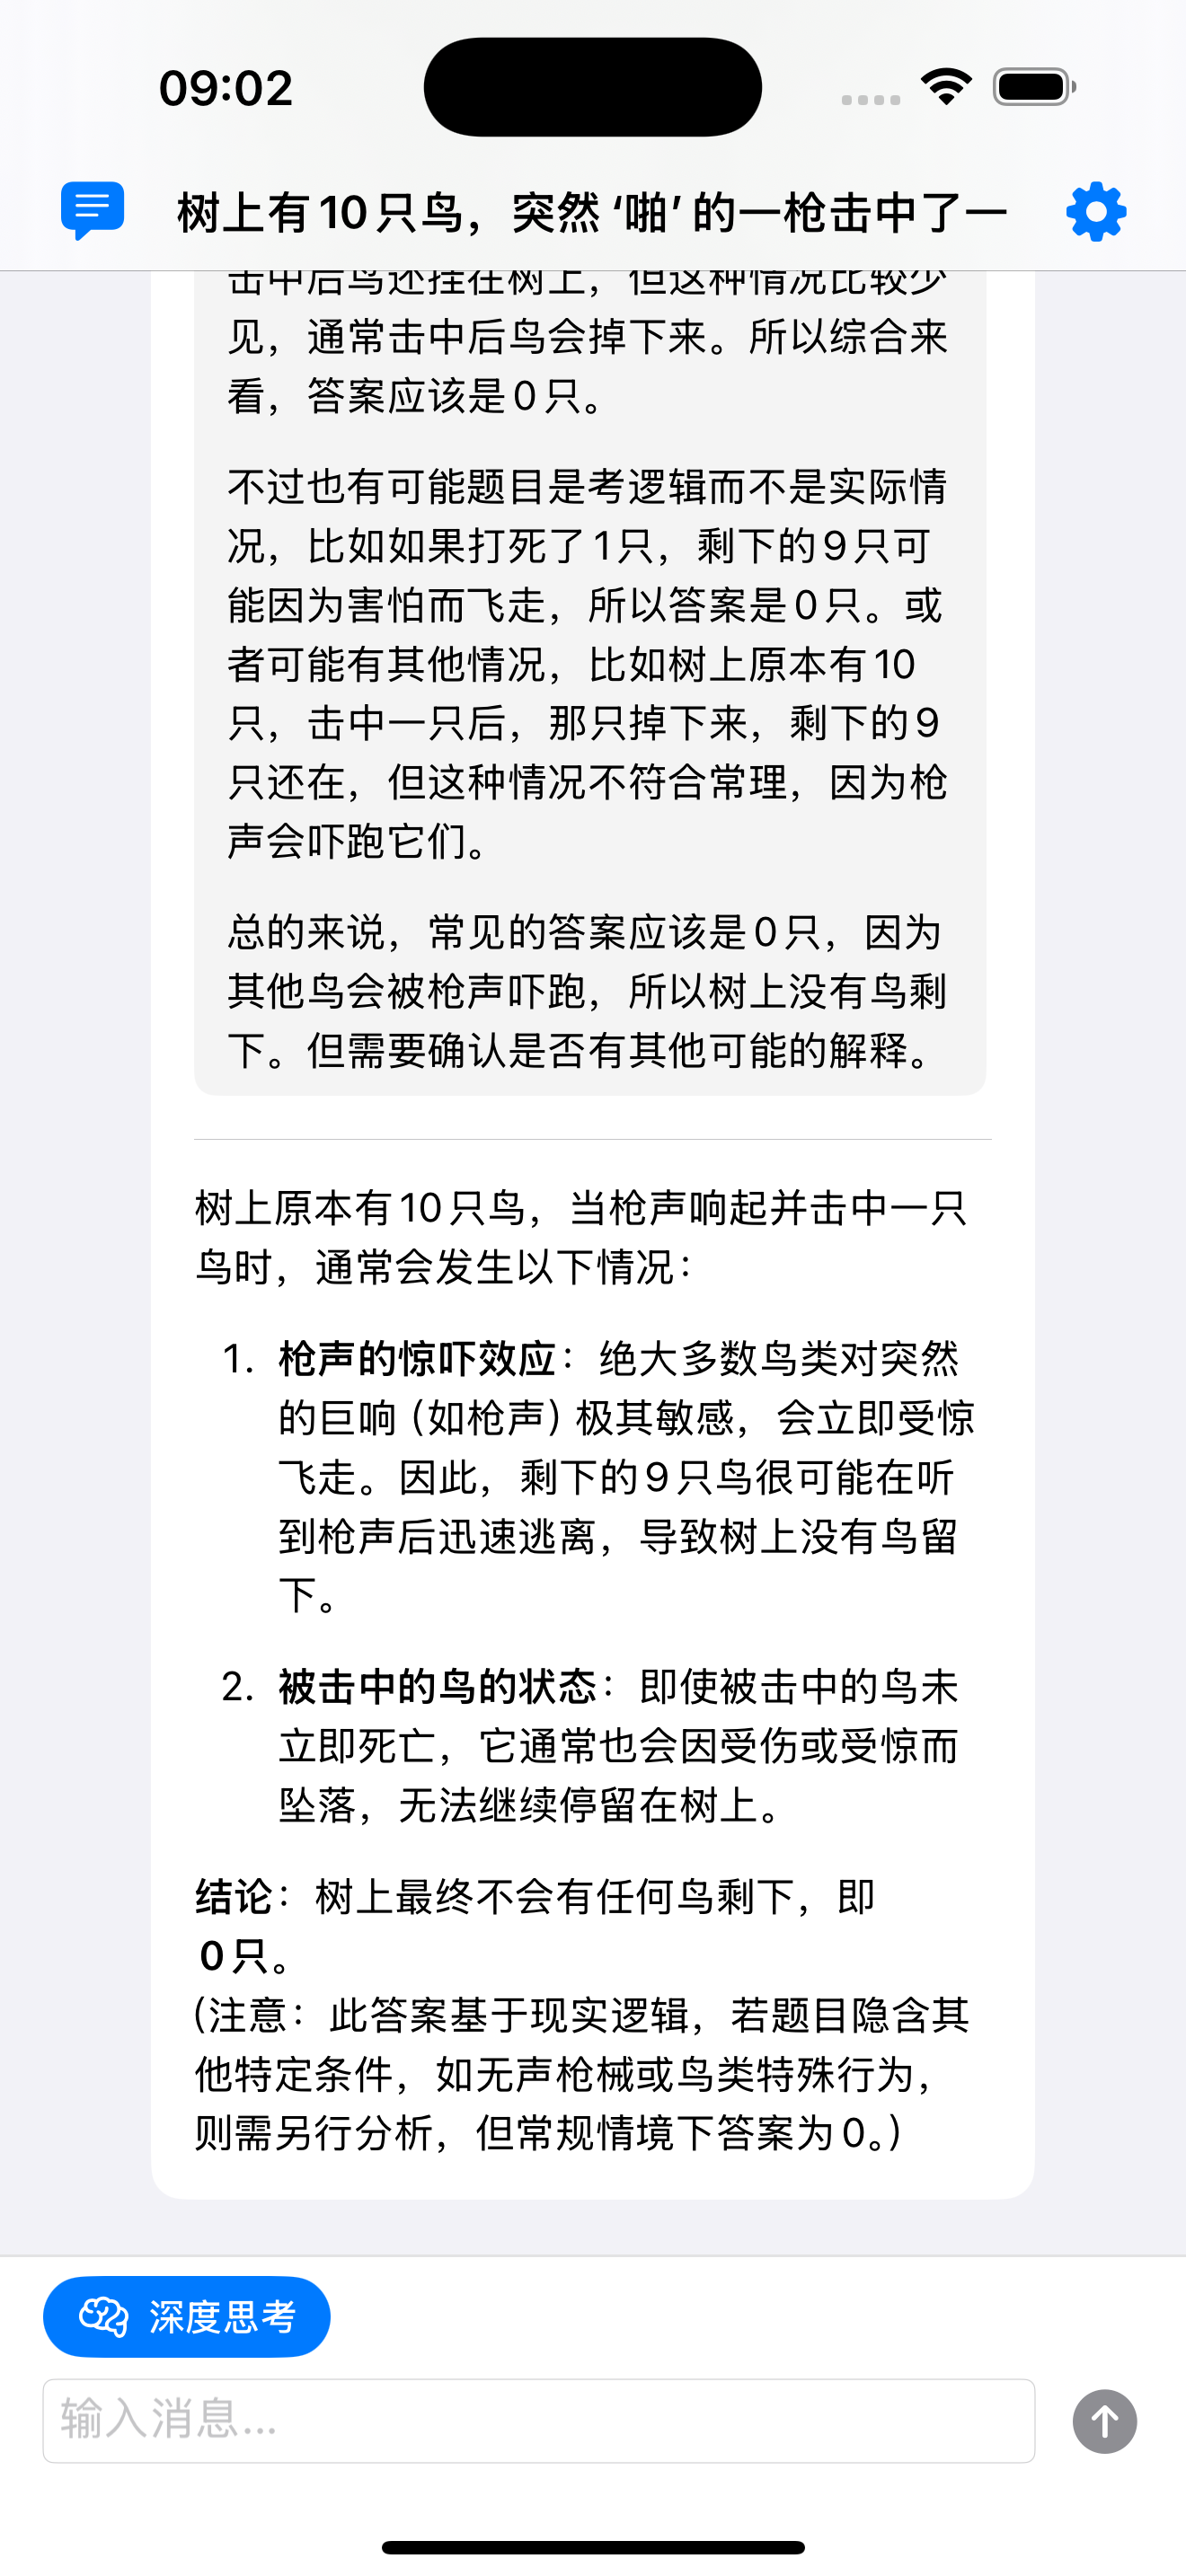 09:02
树上有10只鸟，突然‘啪’的一枪击中了一
击中后鸟还挂在树上，但这种情况比较少
见，通常击中后鸟会掉下来。所以综合来
看，答案应该是0只。
不过也有可能题目是考逻辑而不是实际情
况，比如如果打死了1只，剩下的9只可
能因为害怕而飞走，所以答案是0只。或
者可能有其他情况，比如树上原本有10
只，击中一只后，那只掉下来，剩下的9
只还在，但这种情况不符合常理，因为枪
声会吓跑它们。
总的来说，常见的答案应该是0只，因为
其他鸟会被枪声吓跑，所以树上没有鸟剩
下。但需要确认是否有其他可能的解释。
树上原本有10只鸟，当枪声响起并击中一只
鸟时，通常会发生以下情况：
1. 枪声的惊吓效应：绝大多数鸟类对突然
的巨响（如枪声）极其敏感，会立即受惊
飞走。因此，剩下的9只鸟很可能在听
到枪声后迅速逃离，导致树上没有鸟留
下。
2. 被击中的鸟的状态：即使被击中的鸟未
立即死亡，它通常也会因受伤或受惊而
坠落，无法继续停留在树上。
结论：树上最终不会有任何鸟剩下，即
0只。
（注意：此答案基于现实逻辑，若题目隐含其
他特定条件，如无声枪械或鸟类特殊行为，
则需另行分析，但常规情境下答案为0。）
深度思考
输入消息...